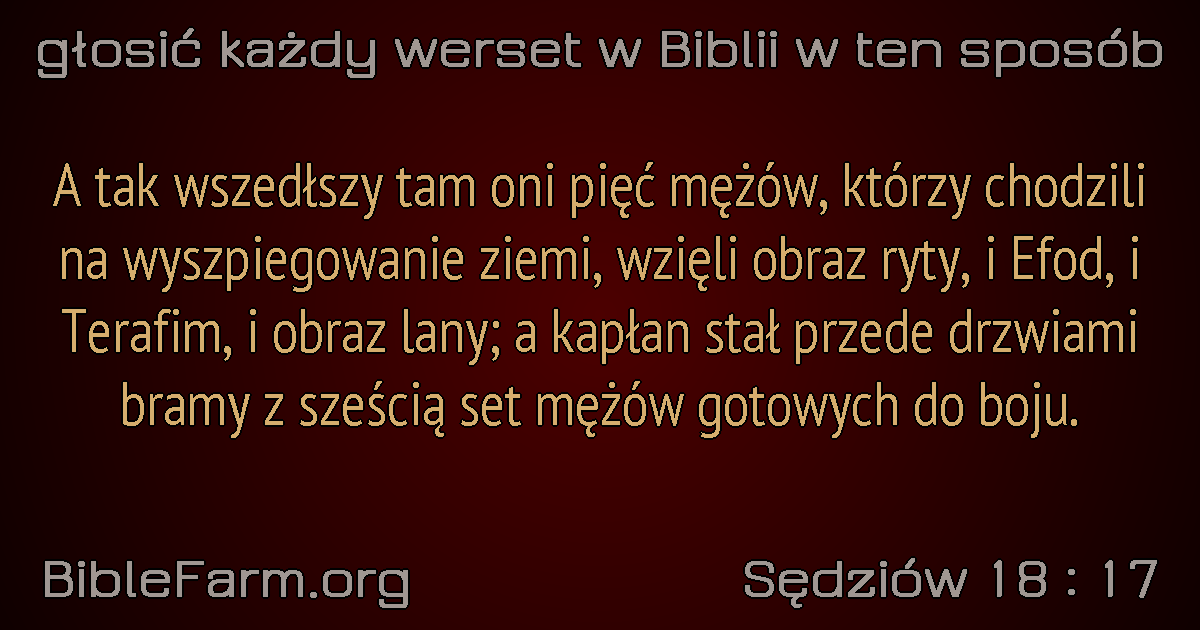 głosić każdy werset w Biblii w ten sposób
A tak wszedłszy tam oni pięć mężów, którzy chodzili
na wyszpiegowanie ziemi, wzięli obraz ryty, i Efod, i
Terafim, i obraz lany; a kapłan stał przede drzwiami
bramy z sześcią set mężów gotowych do boju.
BibleFarm.org
Sędziów 18 : 17